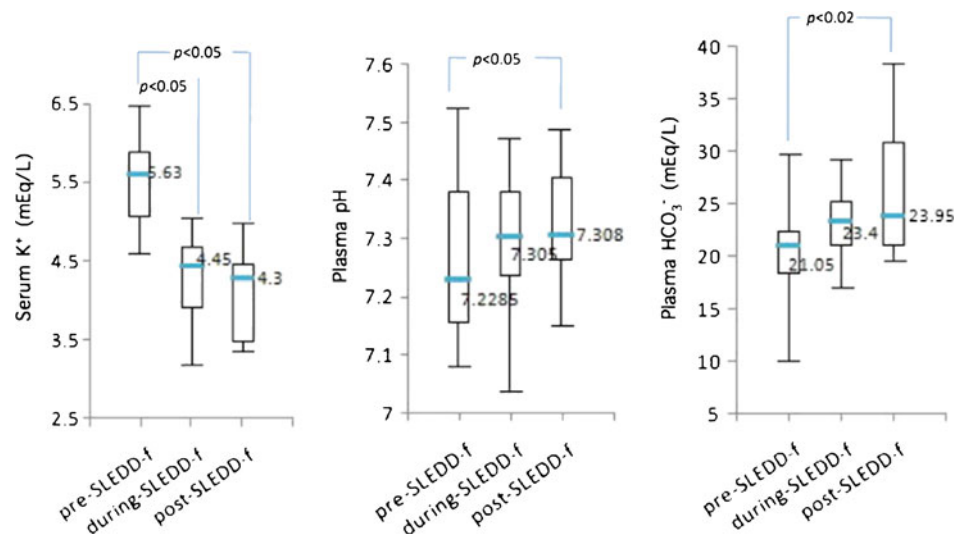 p<0.05
p<0.05
6.5
5.5
4.5
3.5
2.5
Serum K⁺ (mEq/L)
5.63
4.45
4.3
pre-SLEDD-f
during-SLEDD-f
post-SLEDD-f
p<0.05
7.6
7.5
7.4
7.3
7.2
7.1
7
Plasma pH
7.2285
7.305
7.308
pre-SLEDD-f
during-SLEDD-f
post-SLEDD-f
p<0.02
40
35
30
25
20
15
10
5
Plasma HCO₃⁻ (mEq/L)
21.05
23.4
23.95
pre-SLEDD-f
during-SLEDD-f
post-SLEDD-f